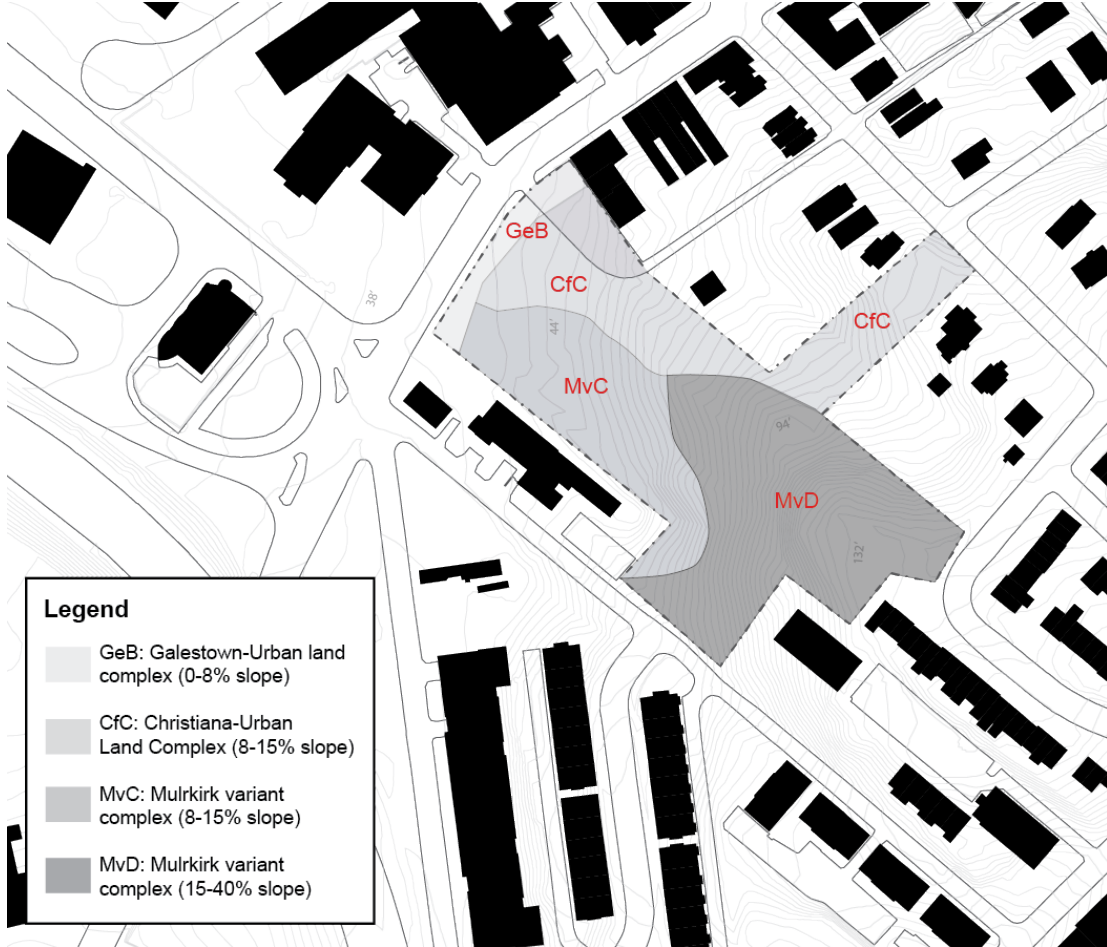 GeB
CfC
CfC
38'
44'
MvC
94'
MvD
132'
Legend
GeB: Galestown-Urban land
complex (0-8% slope)
CfC: Christiana-Urban
Land Complex (8-15% slope)
MvC: Mulrkirk variant
complex (8-15% slope)
MvD: Mulrkirk variant
complex (15-40% slope)